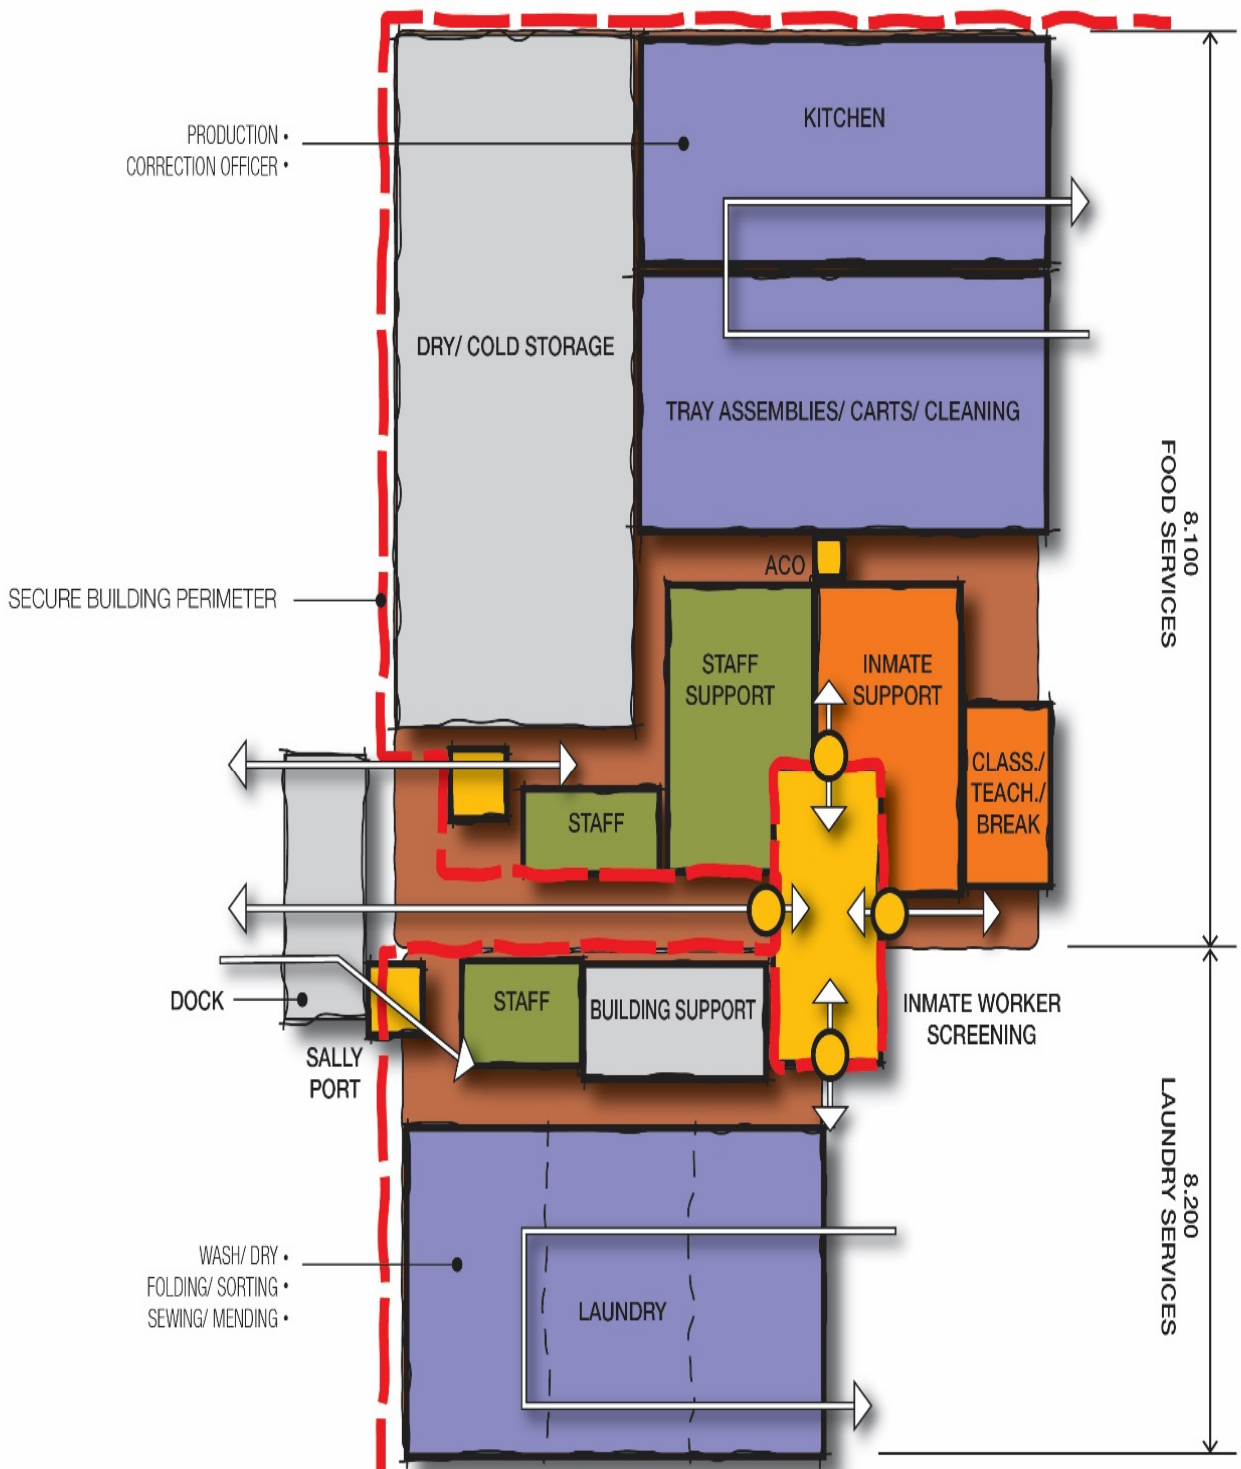 KITCHEN
PRODUCTION •
CORRECTION OFFICER •
DRY/ COLD STORAGE
TRAY ASSEMBLIES/ CARTS/ CLEANING
8.100
FOOD SERVICES
ACO
SECURE BUILDING PERIMETER
STAFF
SUPPORT
INMATE
SUPPORT
CLASS./
TEACH./
BREAK
STAFF
DOCK
STAFF
BUILDING SUPPORT
INMATE WORKER
SCREENING
SALLY
PORT
8.200
LAUNDRY SERVICES
WASH/ DRY •
FOLDING/ SORTING •
SEWING/ MENDING •
LAUNDRY